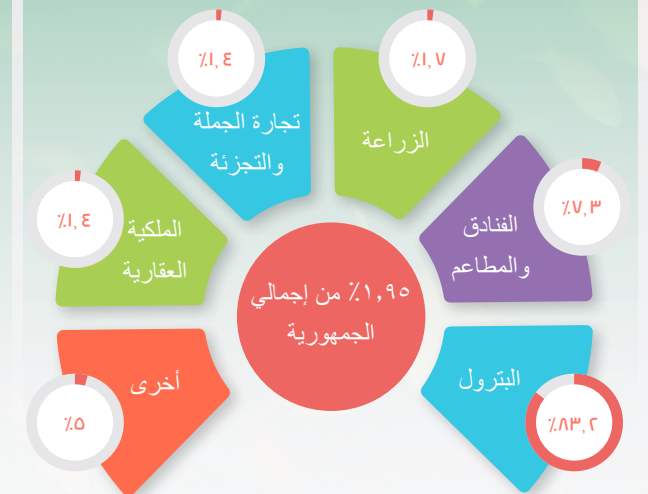 ٪١,٤
٪١,٧
تجارة الجملة
والتجزئة
الزراعة
٪١,٤
الملكية
العقارية
٪٧,٣
الفنادق
والمطاعم
١,٩٥٪ من إجمالي
الجمهورية
أخرى
٪٥
البترول
٪٨٣,٢